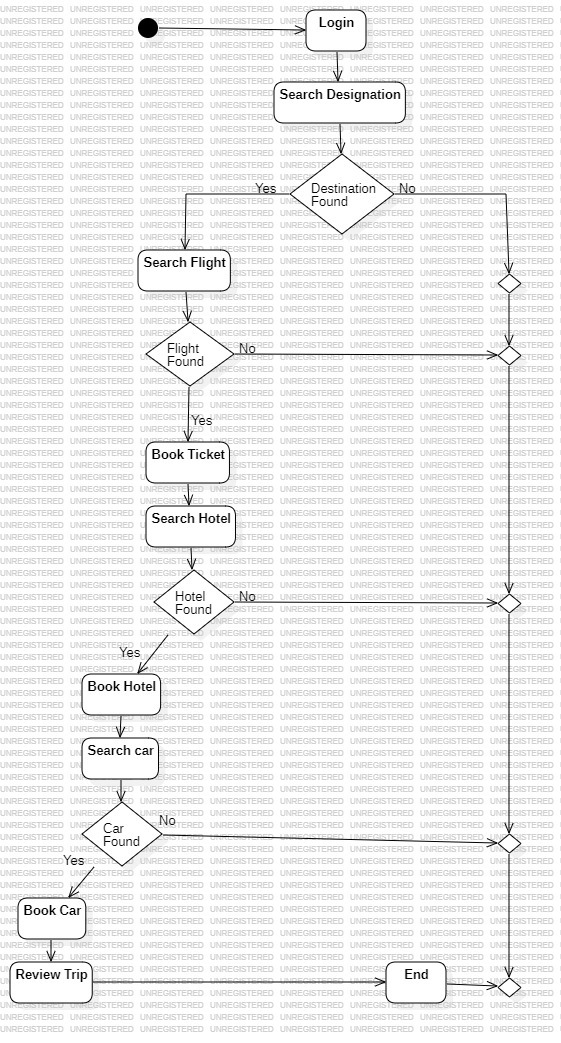 Login
Search Designation
Destination
Found
Yes
No
Search Flight
Flight
Found
No
Yes
Book Ticket
Search Hotel
Hotel
Found
No
Yes
Book Hotel
Search car
Car
Found
No
Yes
Book Car
Review Trip
End
UNREGISTERED